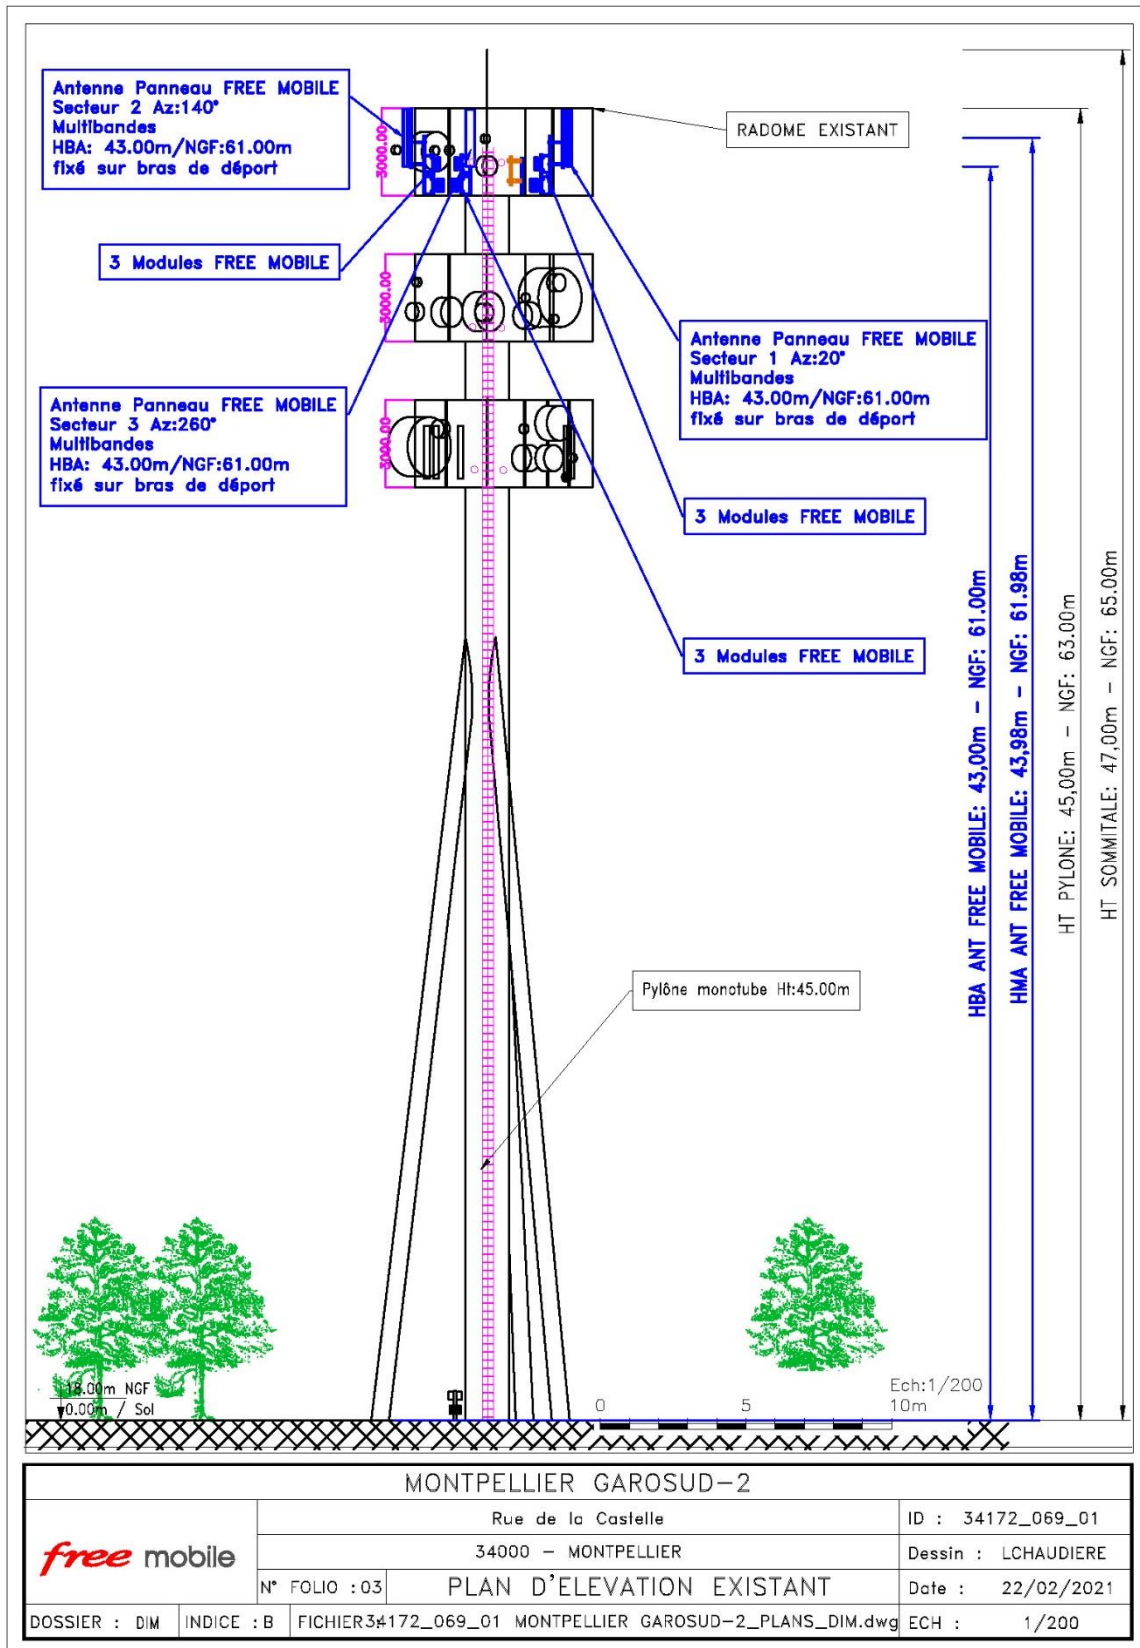 Antenne Panneau FREE MOBILE
Secteur 2 Az:140°
Multibandes
HBA: 43.00m/NGF:61.00m
fixé sur bras de déport
RADOME EXISTANT
3000.00
3 Modules FREE MOBILE
3000.00
Antenne Panneau FREE MOBILE
Secteur 1 Az:20°
Multibandes
HBA: 43.00m/NGF:61.00m
fixé sur bras de déport
Antenne Panneau FREE MOBILE
Secteur 3 Az:260°
Multibandes
HBA: 43.00m/NGF:61.00m
fixé sur bras de déport
3000.00
3 Modules FREE MOBILE
3 Modules FREE MOBILE
HBA ANT FREE MOBILE: 43,00m – NGF: 61.00m
HMA ANT FREE MOBILE: 43,98m – NGF: 61.98m
HT PYLONE: 45,00m – NGF: 63.00m
HT SOMMITALE: 47,00m – NGF: 65.00m
Pylône monotube Ht:45.00m
18.00m NGF
0.00m / Sol
Ech:1/200
0 5 10m
MONTPELLIER GAROSUD-2
free mobile
Rue de la Castelle
ID : 34172_069_01
34000 – MONTPELLIER
Dessin : LCHAUDIERE
N° FOLIO :03
PLAN D'ELEVATION EXISTANT
Date : 22/02/2021
DOSSIER : DIM
INDICE :B
FICHIER:34172_069_01 MONTPELLIER GAROSUD-2_PLANS_DIM.dwg
ECH : 1/200